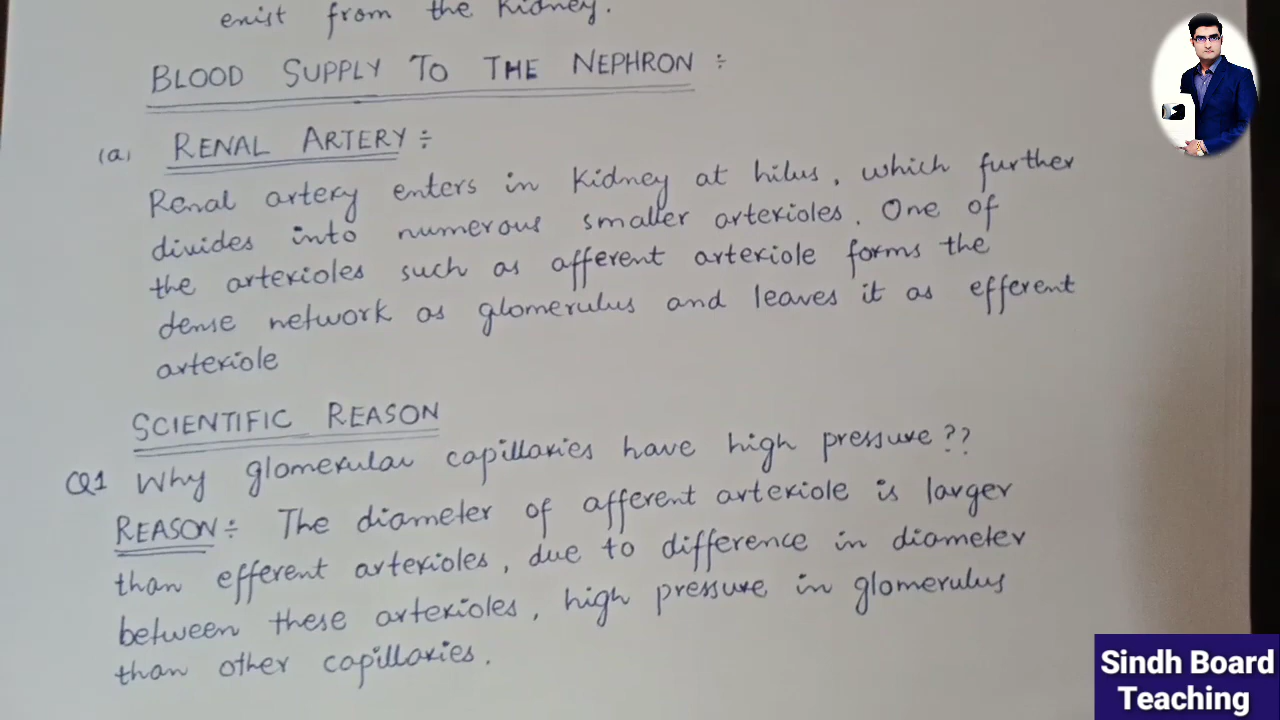 enist from the kidney.
BLOOD SUPPLY TO THE NEPHRON ÷
(a) RENAL ARTERY ÷
Renal artery enters in kidney at hilus, which further
divides into numerous smaller arterioles. One of
the arterioles such as afferent arteriole forms the
dense network as glomerulus and leaves it as efferent
arteriole
SCIENTIFIC REASON
Q1 Why glomerular capillaries have high pressure??
REASON ÷ The diameter of afferent arteriole is larger
than efferent arterioles, due to difference in diameter
between these arterioles, high pressure in glomerulus
than other capillaries.
Sindh Board
Teaching